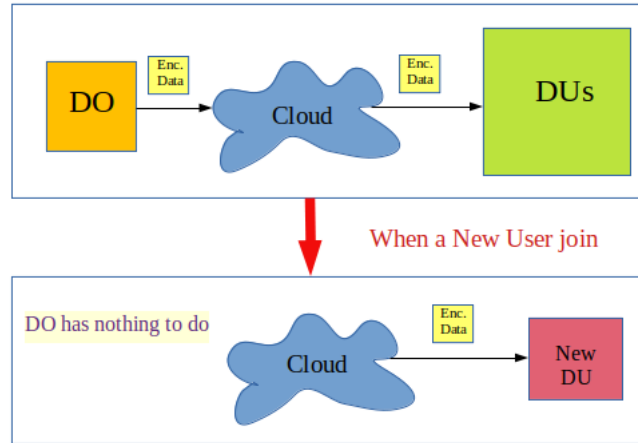 Enc.
Data
Enc.
Data
DO
Cloud
DUs
When a New User join
DO has nothing to do
Enc.
Data
Cloud
New
DU